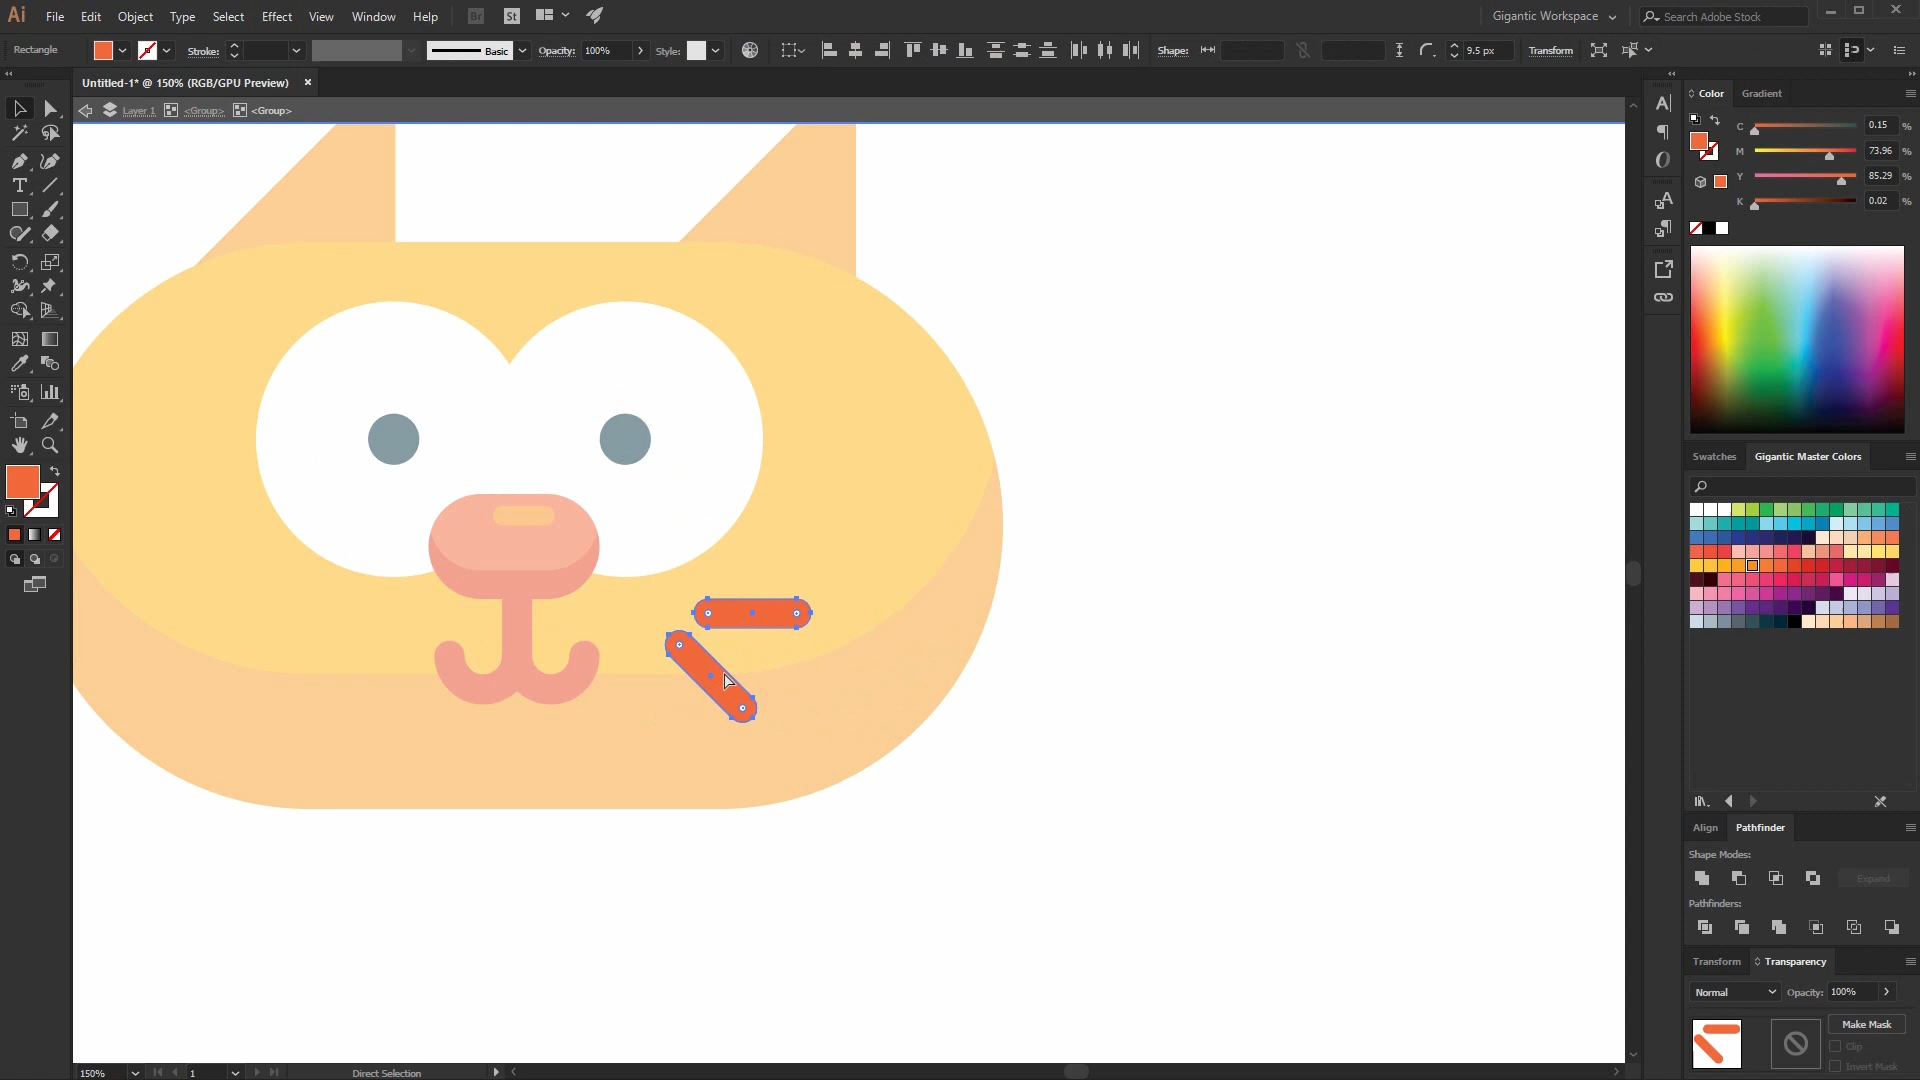 Ai File Edit Object Type Select Effect View Window Help Br St Gigantic Workspace Search Adobe Stock
Rectangle Stroke: Basic Opacity: 100% Style: Shape: 9.5 px Transform
Untitled-1* @ 150% (RGB/GPU Preview)
Layer 1 <Group> <Group>
Color Gradient
C 0.15 %
M 73.96 %
Y 85.29 %
K 0.02 %
Swatches Gigantic Master Colors
Align Pathfinder
Shape Modes:
Expand
Pathfinders:
Transform Transparency
Normal Opacity: 100%
Make Mask
Clip
Invert Mask
150% 1 Direct Selection